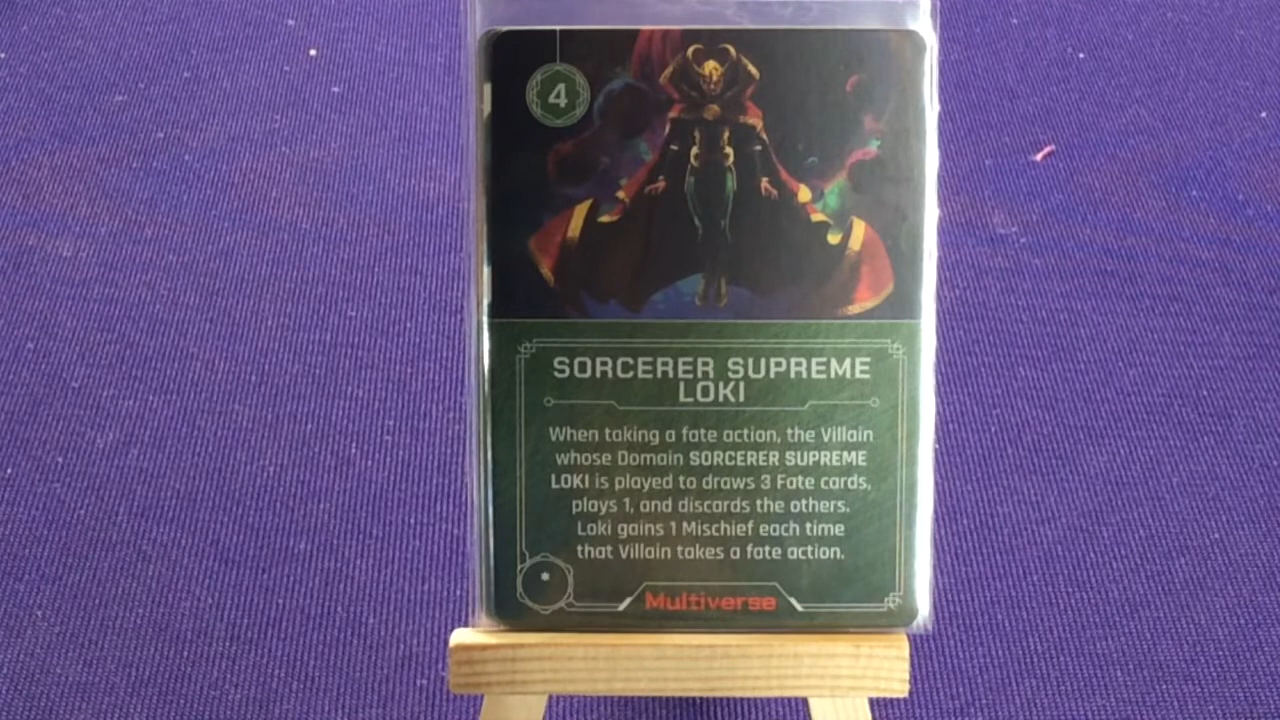 4
SORCERER SUPREME
LOKI
When taking a fate action, the Villain
whose Domain SORCERER SUPREME
LOKI is played to draws 3 Fate cards,
plays 1, and discards the others.
Loki gains 1 Mischief each time
that Villain takes a fate action.
*
Multiverse